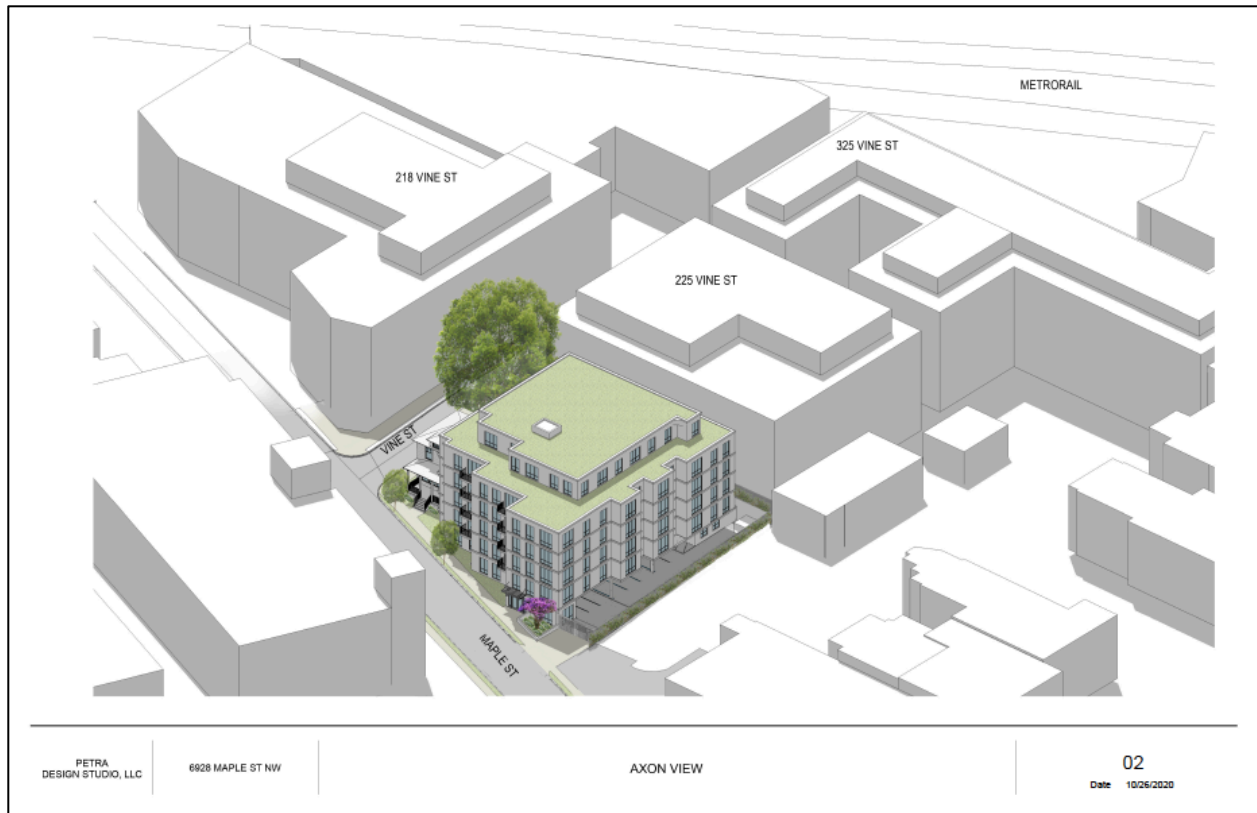 METRORAIL
325 VINE ST
218 VINE ST
225 VINE ST
VINE ST
MAPLE ST
PETRA
DESIGN STUDIO, LLC
6928 MAPLE ST NW
AXON VIEW
02
Date 10/26/2020